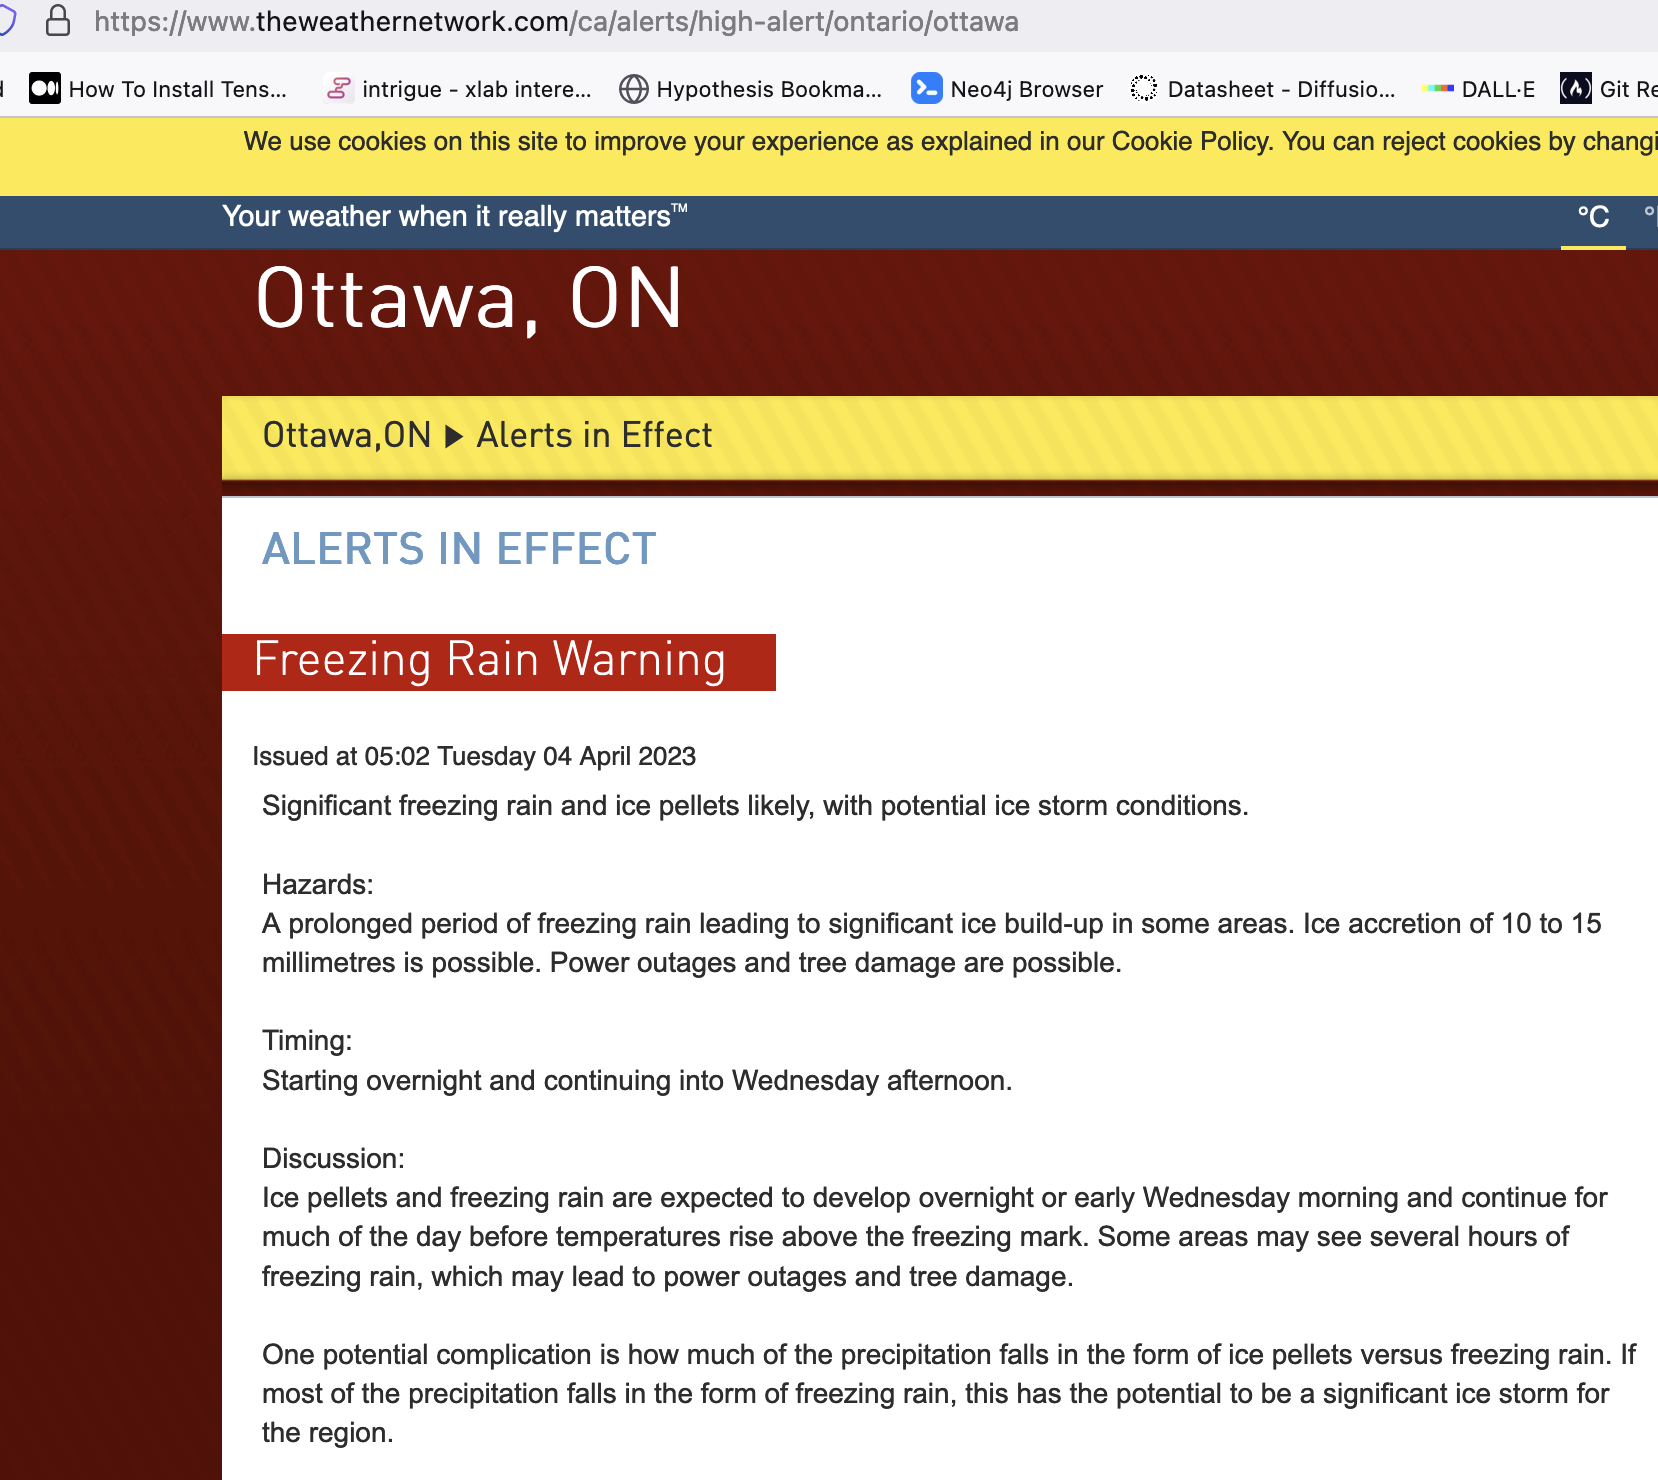 https://www.theweathernetwork.com/ca/alerts/high-alert/ontario/ottawa
How To Install Tens... intrigue - xlab intere... Hypothesis Bookma... Neo4j Browser Datasheet - Diffusio... DALL·E Git Re
We use cookies on this site to improve your experience as explained in our Cookie Policy. You can reject cookies by changi
Your weather when it really matters™ °C
Ottawa, ON
Ottawa,ON ▶ Alerts in Effect
ALERTS IN EFFECT
Freezing Rain Warning
Issued at 05:02 Tuesday 04 April 2023
Significant freezing rain and ice pellets likely, with potential ice storm conditions.
Hazards:
A prolonged period of freezing rain leading to significant ice build-up in some areas. Ice accretion of 10 to 15
millimetres is possible. Power outages and tree damage are possible.
Timing:
Starting overnight and continuing into Wednesday afternoon.
Discussion:
Ice pellets and freezing rain are expected to develop overnight or early Wednesday morning and continue for
much of the day before temperatures rise above the freezing mark. Some areas may see several hours of
freezing rain, which may lead to power outages and tree damage.
One potential complication is how much of the precipitation falls in the form of ice pellets versus freezing rain. If
most of the precipitation falls in the form of freezing rain, this has the potential to be a significant ice storm for
the region.